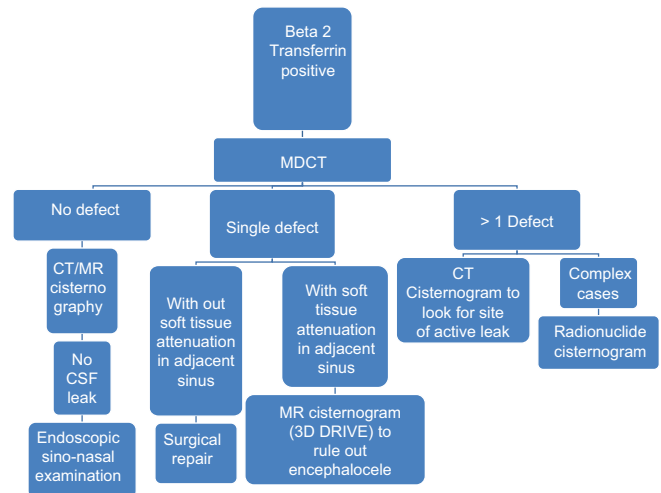 Beta 2
Transferrin
positive
MDCT
No defect
Single defect
> 1 Defect
CT/MR
cisterno
graphy
With out
soft tissue
attenuation
in adjacent
sinus
With soft
tissue
attenuation
in adjacent
sinus
CT
Cisternogram to
look for site
of active leak
Complex
cases
Radionuclide
cisternogram
No
CSF
leak
Endoscopic
sino-nasal
examination
Surgical
repair
MR cisternogram
(3D DRIVE) to
rule out
encephalocele